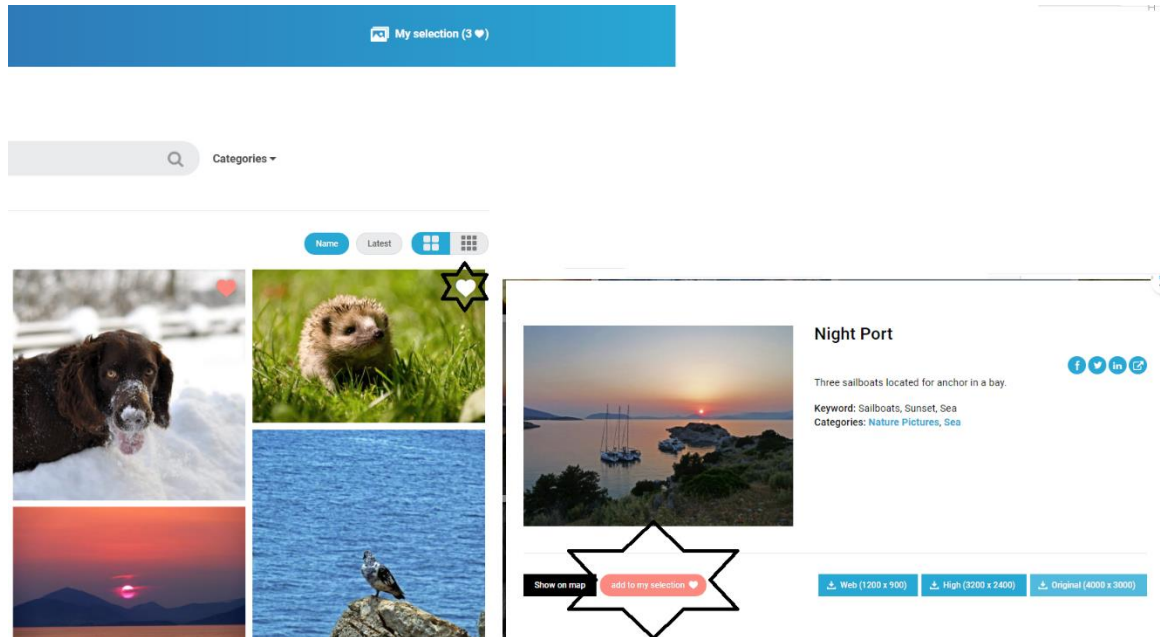 My selection (3 ♥)
Categories
Name
Latest
Night Port
Three sailboats located for anchor in a bay.
Keyword: Sailboats, Sunset, Sea
Categories: Nature Pictures, Sea
Show on map
add to my selection
Web (1200 x 900)
High (3200 x 2400)
Original (4000 x 3000)